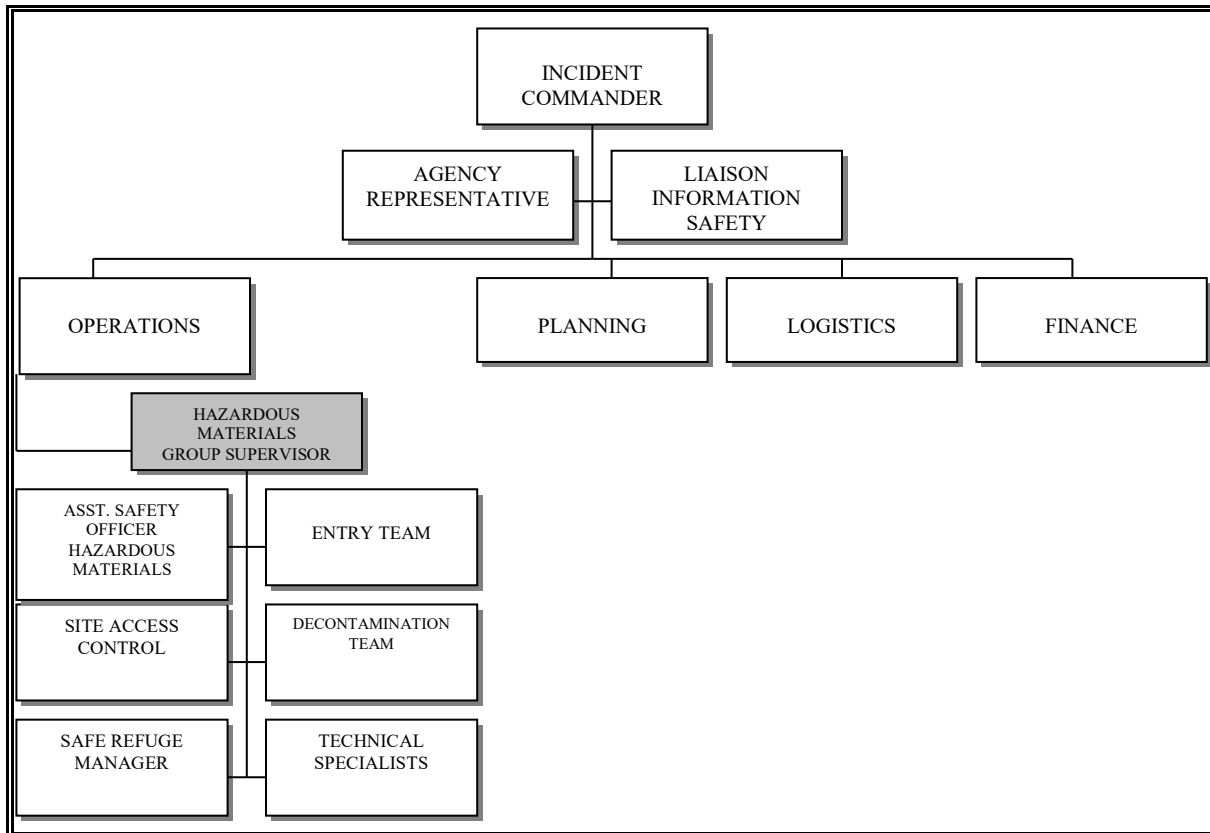 INCIDENT
COMMANDER
AGENCY
REPRESENTATIVE
LIAISON
INFORMATION
SAFETY
OPERATIONS
PLANNING
LOGISTICS
FINANCE
HAZARDOUS
MATERIALS
GROUP SUPERVISOR
ASST. SAFETY
OFFICER
HAZARDOUS
MATERIALS
ENTRY TEAM
SITE ACCESS
CONTROL
DECONTAMINATION
TEAM
SAFE REFUGE
MANAGER
TECHNICAL
SPECIALISTS